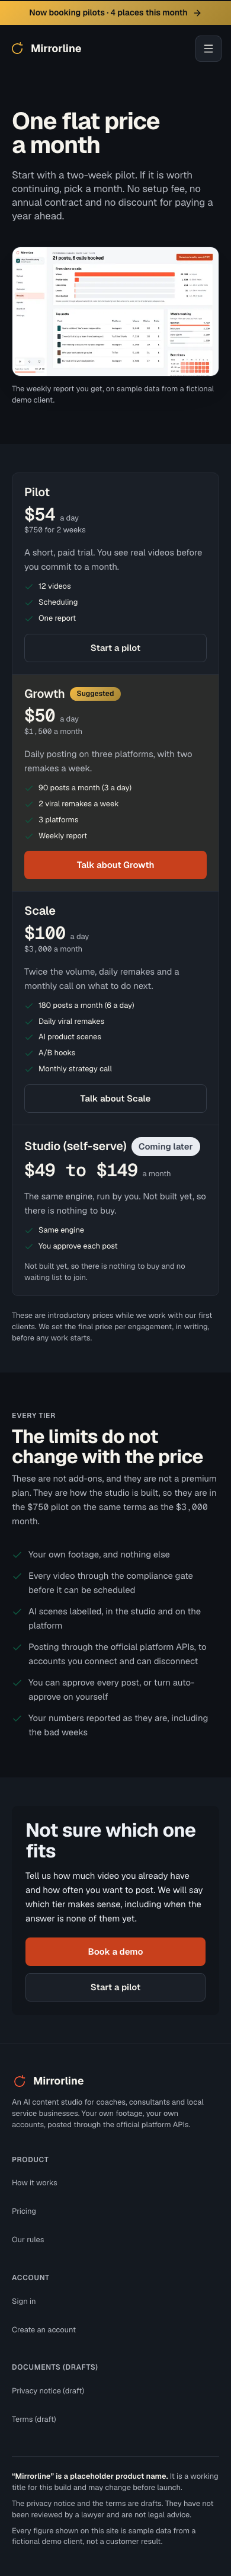 Now booking pilots · 4 places this month →
Mirrorline
One flat price
a month
Start with a two-week pilot. If it is worth
continuing, pick a month. No setup fee, no
annual contract and no discount for paying a
year ahead.
21 posts, 8 calls booked
The weekly report you get, on sample data from a fictional
demo client.
Pilot
$54 a day
$750 for 2 weeks
A short, paid trial. You see real videos before
you commit to a month.
12 videos
Scheduling
One report
Start a pilot
Growth Suggested
$50 a day
$1,500 a month
Daily posting on three platforms, with two
remakes a week.
90 posts a month (3 a day)
2 viral remakes a week
3 platforms
Weekly report
Talk about Growth
Scale
$100 a day
$3,000 a month
Twice the volume, daily remakes and a
monthly call on what to do next.
180 posts a month (6 a day)
Daily viral remakes
AI product scenes
A/B hooks
Monthly strategy call
Talk about Scale
Studio (self-serve) Coming later
$49 to $149 a month
The same engine, run by you. Not built yet, so
there is nothing to buy.
Same engine
You approve each post
Not built yet, so there is nothing to buy and no
waiting list to join.
These are introductory prices while we work with our first
clients. We set the final price per engagement, in writing,
before any work starts.
EVERY TIER
The limits do not
change with the price
These are not add-ons, and they are not a premium
plan. They are how the studio is built, so they are
in the $750 pilot on the same terms as the $3,000
month.
Your own footage, and nothing else
Every video through the compliance gate
before it can be scheduled
AI scenes labelled, in the studio and on the
platform
Posting through the official platform APIs, to
accounts you connect and can disconnect
You can approve every post, or turn auto-
approve on yourself
Your numbers reported as they are, including
the bad weeks
Not sure which one
fits
Tell us how much video you already have
and how often you want to post. We will say
which tier makes sense, including when the
answer is none of them yet.
Book a demo
Start a pilot
Mirrorline
An AI content studio for coaches, consultants and local
service businesses. Your own footage, your own
accounts, posted through the official platform APIs.
PRODUCT
How it works
Pricing
Our rules
ACCOUNT
Sign in
Create an account
DOCUMENTS (DRAFTS)
Privacy notice (draft)
Terms (draft)
“Mirrorline” is a placeholder product name. It is a working
title for this build and may change before launch.
The privacy notice and the terms are drafts. They have not
been reviewed by a lawyer and are not legal advice.
Every figure shown on this site is sample data from a
fictional demo client, not a customer result.